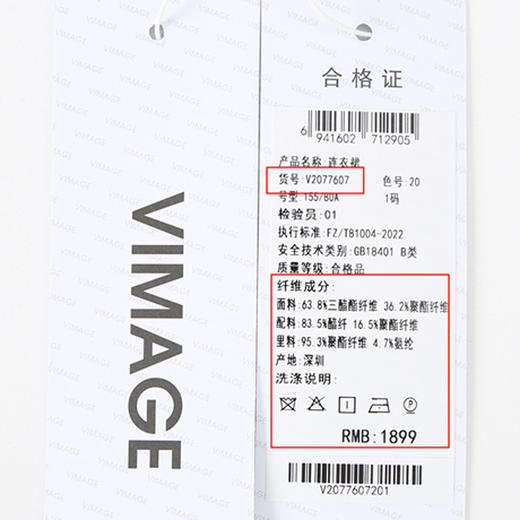 VIMAGE
合格证
6 941602 712905
产品名称:连衣裙
货号:V2077607 色号:20
号型:155/80A 1码
检验员:01
执行标准:FZ/T81004-2022
安全技术类别:GB18401 B类
质量等级:合格品
纤维成分:
面料:63.8%三醋酯纤维 36.2%聚酯纤维
配料:83.5%醋纤 16.5%聚酯纤维
里料:95.3%聚酯纤维 4.7%氨纶
产地:深圳
洗涤说明:
RMB:1899
V2077607201